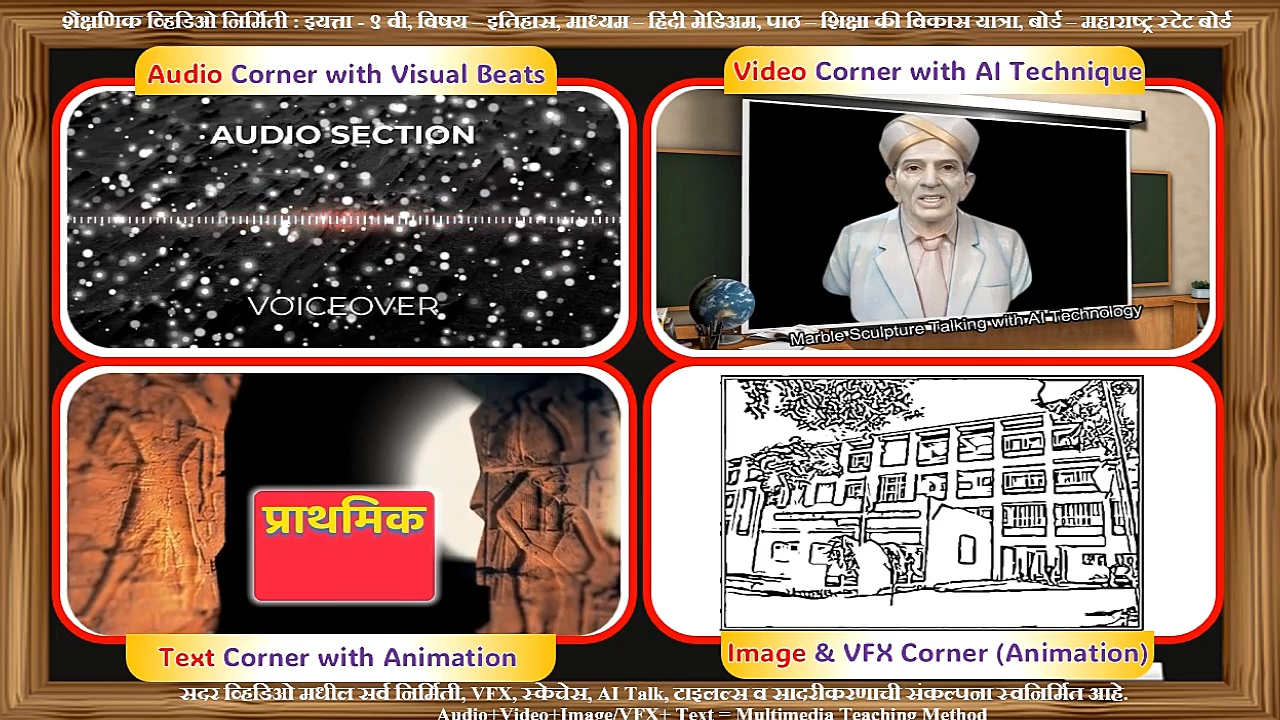 शैक्षणिक व्हिडिओ निर्मिती : इयत्ता - ९ वी, विषय – इतिहास, माध्यम – हिंदी मेडिअम, पाठ – शिक्षा की विकास यात्रा, बोर्ड – महाराष्ट्र स्टेट बोर्ड
Audio Corner with Visual Beats
Video Corner with AI Technique
AUDIO SECTION
VOICEOVER
Marble Sculpture Talking with AI Technology
प्राथमिक
Text Corner with Animation
Image & VFX Corner (Animation)
सदर व्हिडिओ मधील सर्व निर्मिती, VFX, स्केचेस, AI Talk, टाइलल्स व सादरीकरणाची संकल्पना स्वनिर्मित आहे.
Audio+Video+Image/VFX+ Text = Multimedia Teaching Method